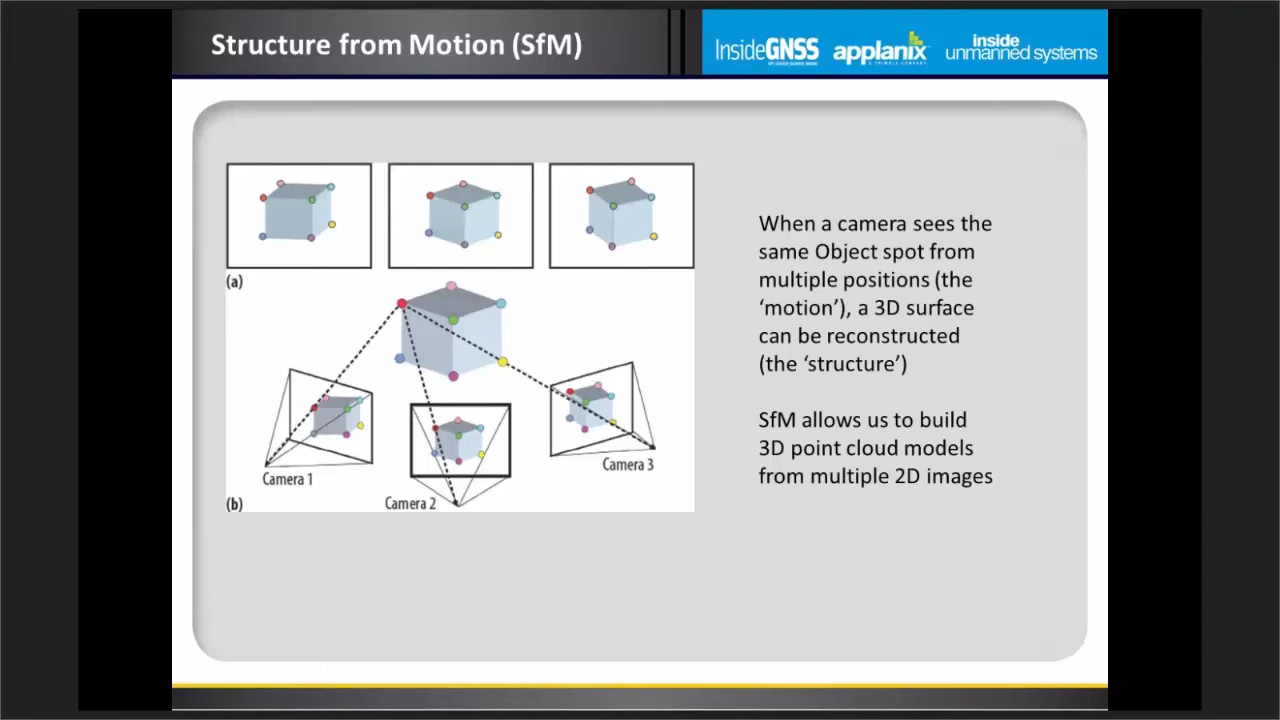 Structure from Motion (SfM)
InsideGNSS
applanix
A TRIMBLE COMPANY
inside
unmanned systems
(a)
When a camera sees the
same Object spot from
multiple positions (the
‘motion’), a 3D surface
can be reconstructed
(the ‘structure’)
SfM allows us to build
3D point cloud models
from multiple 2D images
Camera 1
Camera 2
Camera 3
(b)